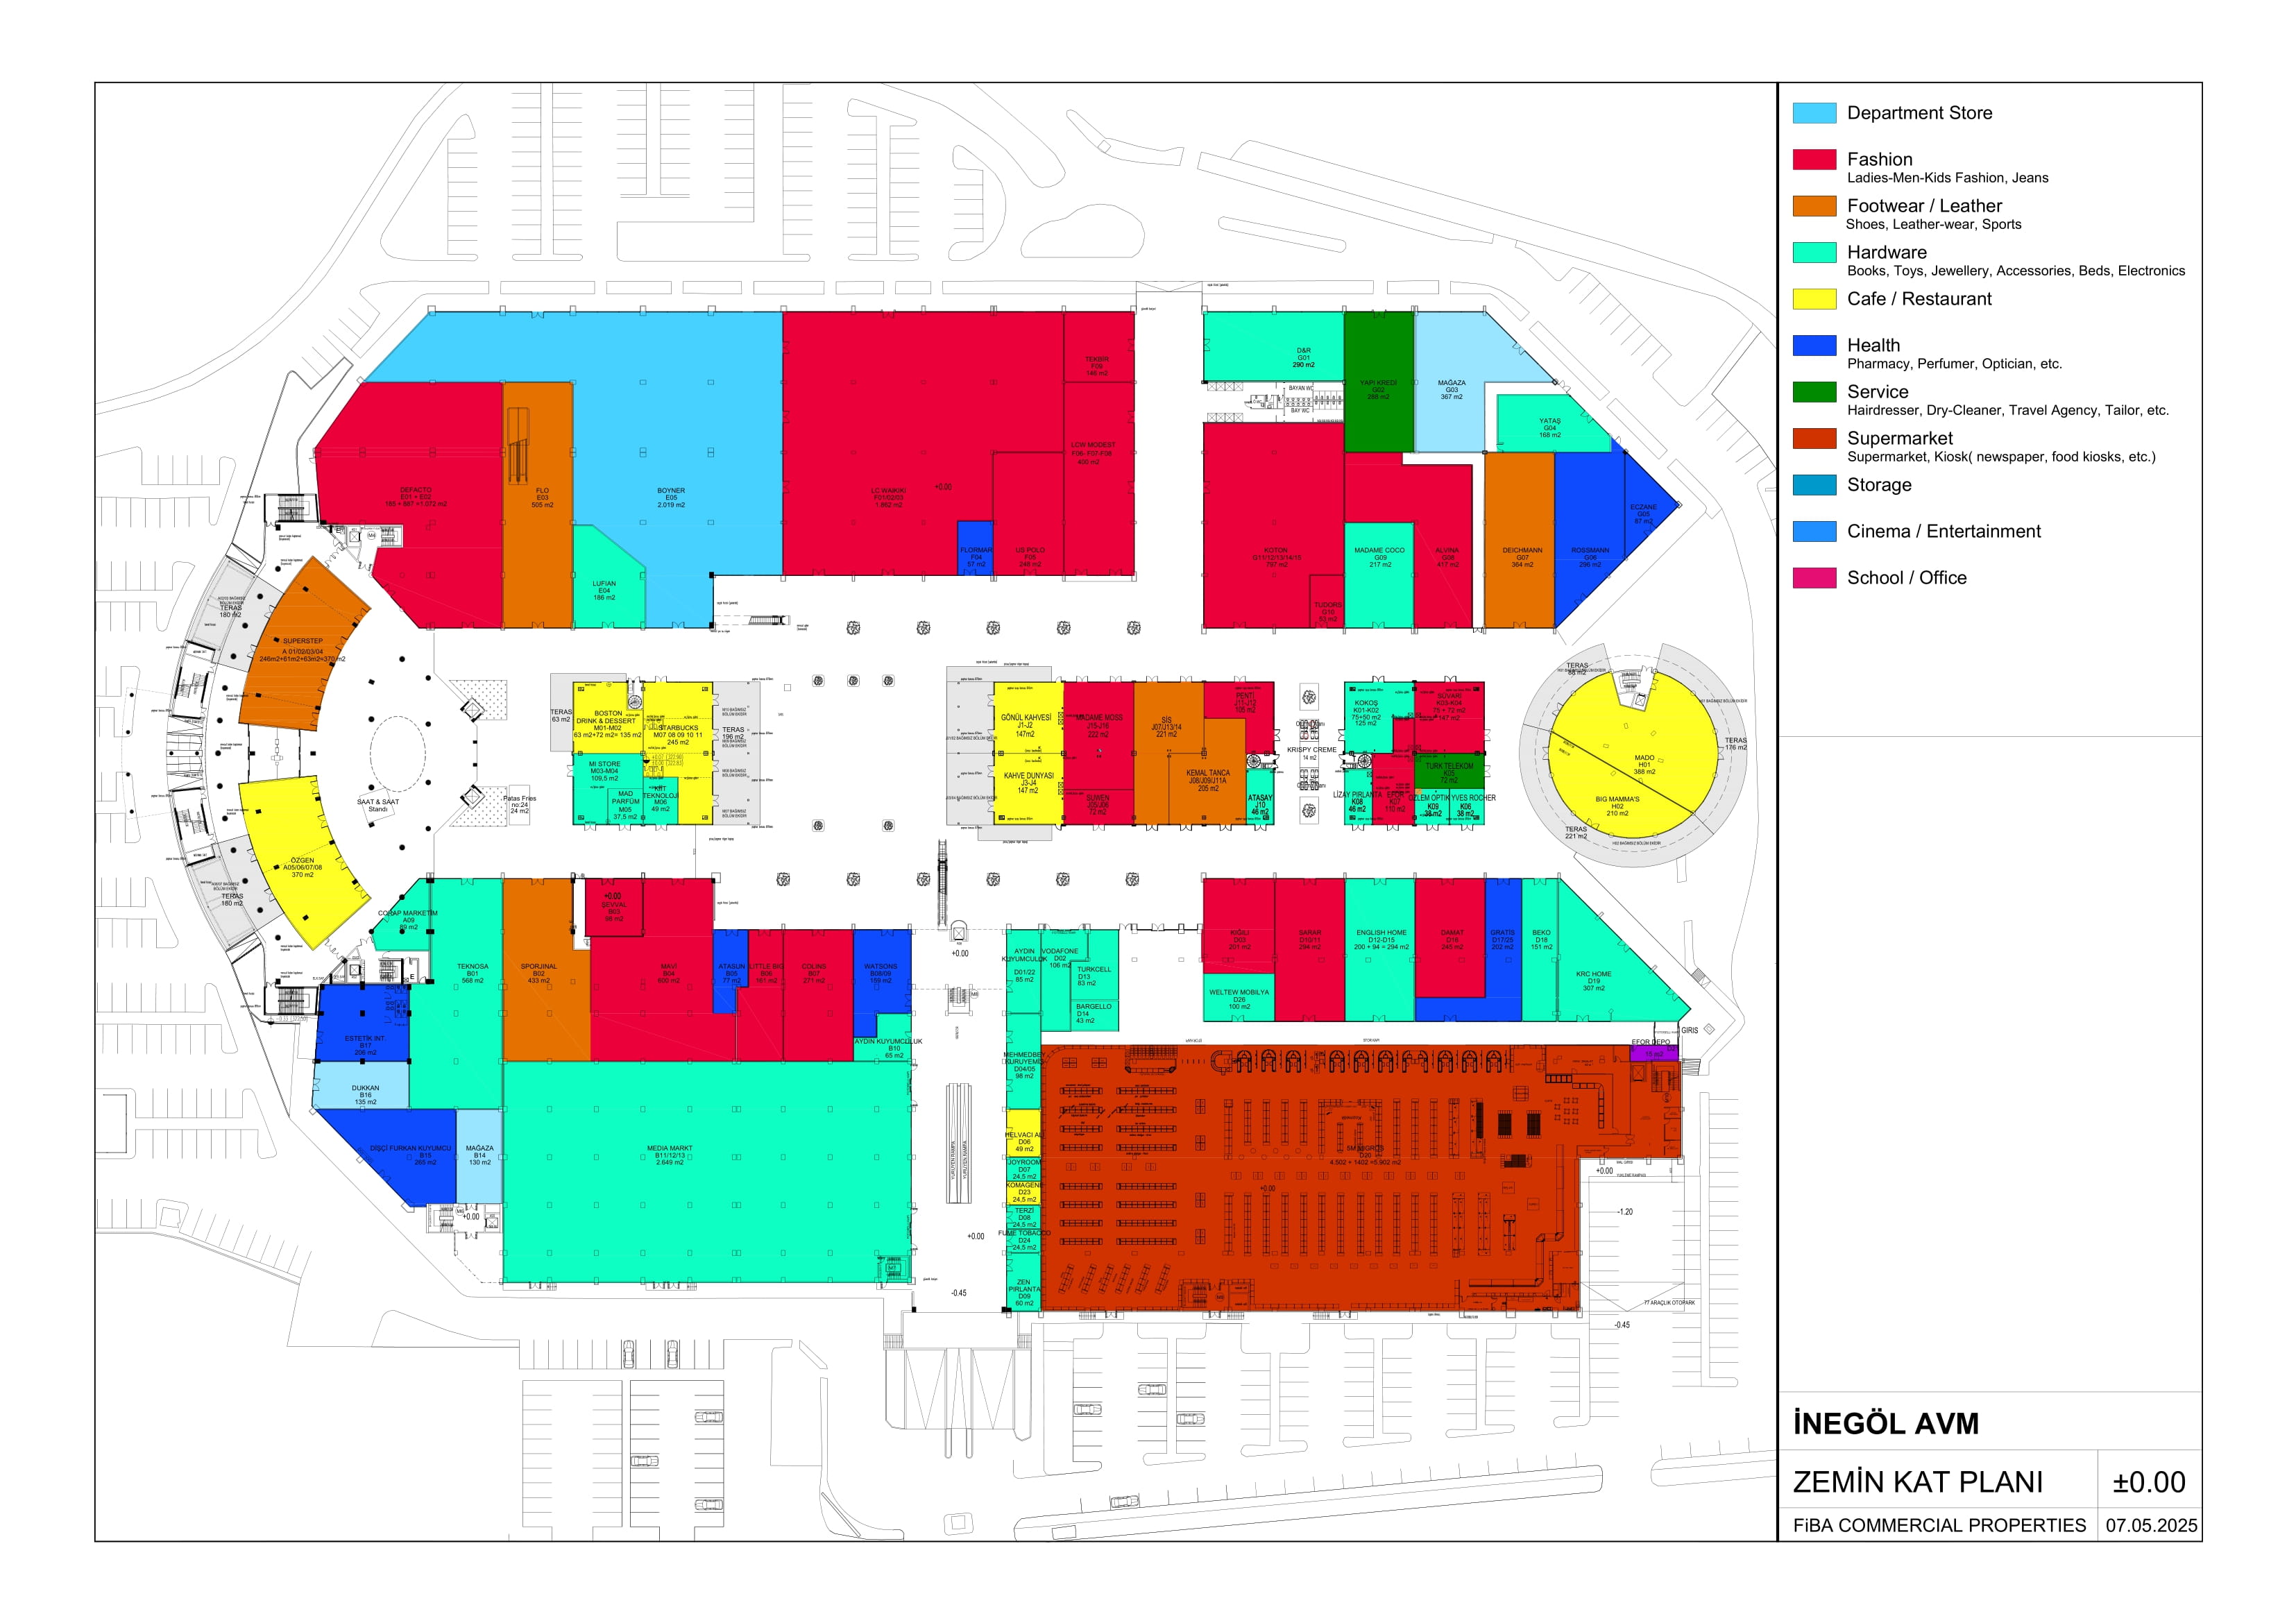 Department Store
Fashion
Ladies-Men-Kids Fashion, Jeans
Footwear / Leather
Shoes, Leather-wear, Sports
Hardware
Books, Toys, Jewellery, Accessories, Beds, Electronics
Cafe / Restaurant
Health
Pharmacy, Perfumer, Optician, etc.
Service
Hairdresser, Dry-Cleaner, Travel Agency, Tailor, etc.
Supermarket
Supermarket, Kiosk( newspaper, food kiosks, etc.)
Storage
Cinema / Entertainment
School / Office
İNEGÖL AVM
ZEMİN KAT PLANI
±0.00
FiBA COMMERCIAL PROPERTIES
07.05.2025
DEFACTO
E01 + E02
185 + 887 =1.072 m2
FLO
E03
505 m2
BOYNER
E05
2.019 m2
LUFIAN
E04
186 m2
LC WAIKIKI
F01/02/03
1.862 m2
+0.00
FLORMAR
F04
57 m2
US POLO
F05
246 m2
TEKBİR
F09
146 m2
LCW MODEST
F06- F07-F08
400 m2
D&R
G01
290 m2
BAYAN WC
BAY WC
YAPI KREDİ
G02
288 m2
MAĞAZA
G03
367 m2
YATAŞ
G04
168 m2
ECZANE
G05
87 m2
ROSSMANN
G06
296 m2
DEICHMANN
G07
364 m2
ALVINA
G08
417 m2
MADAME COCO
G09
217 m2
KOTON
G11/12/13/14/15
797 m2
TUDORS
G10
53 m2
TERAS
180 m2
SUPERSTEP
A 01/02/03/04
246m2+61m2+63m2=370 m2
ÖZGEN
A05/06/07/08
370 m2
TERAS
180 m2
SAAT & SAAT
Standı
Patas Fries
no:24
24 m2
TERAS
63 m2
BOSTON
DRINK & DESSERT
M01-M02
63 m2+72 m2= 135 m2
STARBUCKS
M07 08 09 10 11
245 m2
MI STORE
M03-M04
109,5 m2
MAD
PARFÜM
M05
37,5 m2
KBT
TEKNOLOJİ
M06
49 m2
TERAS
196 m2
GÖNÜL KAHVESİ
J1-J2
147m2
KAHVE DUNYASI
J3-J4
147 m2
MADAME MOSS
J15-J16
222 m2
SUWEN
J05/J06
72 m2
SİS
J07/J13/14
221 m2
KEMAL TANCA
J08/J09/J11A
205 m2
PENTİ
J11-J12
105 m2
ATASAY
J10
46 m2
KRISPY CREME
14 m2
KOKOŞ
K01-K02
75+50 m2
125 m2
SÜVARİ
K03-K04
75 + 72 m2
147 m2
TÜRK TELEKOM
K05
72 m2
LİZAY PIRLANTA
K08
46 m2
EFOR
K07
110 m2
ÖZLEM OPTİK
K09
38 m2
YVES ROCHER
K06
38 m2
TERAS
TERAS
176 m2
MADO
H01
388 m2
BIG MAMMA'S
H02
210 m2
TERAS
221 m2
ÇORAP MARKETİM
A09
89 m2
TEKNOSA
B01
568 m2
SPORJINAL
B02
433 m2
+0.00
ŞEVVAL
B03
98 m2
MAVİ
B04
600 m2
ATASUN
B05
77 m2
LITTLE BIG
B06
161 m2
COLINS
B07
271 m2
WATSONS
B08/09
159 m2
AYDIN KUYUMCULUK
B10
65 m2
ESTETİK INT.
B17
206 m2
DUKKAN
B16
135 m2
DİŞÇİ FURKAN KUYUMCU
B15
269 m2
MAĞAZA
B14
130 m2
+0.00
MEDIA MARKT
B11/12/13
2.649 m2
+0.00
+0.00
-0.45
AYDIN
KUYUMCULUK
D01/22
85 m2
VODAFONE
D02
106 m2
TURKCELL
D13
83 m2
BARGELLO
D14
43 m2
MEHMEDBEY
KURUYEMİŞ
D04/05
98 m2
HELVACI ALİ
D06
49 m2
JOYROOM
D07
24,5 m2
KOMAGENE
D23
24,5 m2
TERZİ
D08
24,5 m2
FUME TOBACCO
D24
24,5 m2
ZEN
PIRLANTA
D09
60 m2
KİĞILI
D03
201 m2
WELTEW MOBILYA
D26
100 m2
SARAR
D10/11
294 m2
ENGLISH HOME
D12-D15
200 + 94 = 294 m2
DAMAT
D16
245 m2
GRATIS
D17/25
202 m2
BEKO
D18
151 m2
KRC HOME
D19
307 m2
GIRIS
EFOR DEPO
15 m2
5M MİGROS
D20
4.502 + 1402 =5.902 m2
+0.00
+0.00
-1.20
77 ARAÇLIK OTOPARK
-0.45